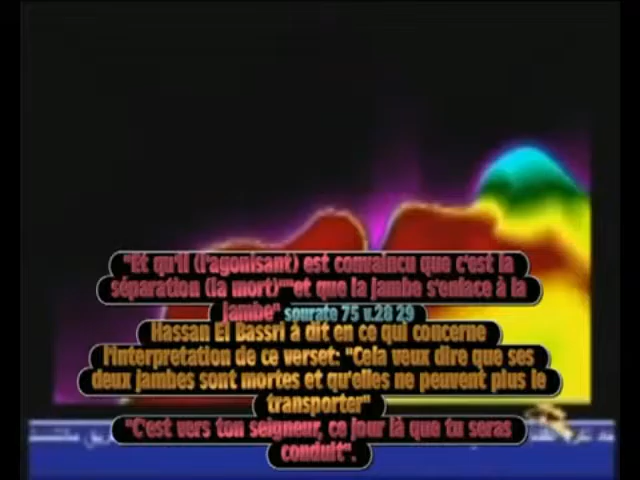 "Et qu'il (l'agonisant) est convaincu que c'est la
séparation (la mort)""et que la jambe s'enlace à la
jambe" sourate 75 v.28 29
Hassan El Bassri à dit en ce qui concerne
l'interpretation de ce verset: "Cela veux dire que ses
deux jambes sont mortes et qu'elles ne peuvent plus le
transporter"
"C'est vers ton seigneur, ce jour là que tu seras
conduit".